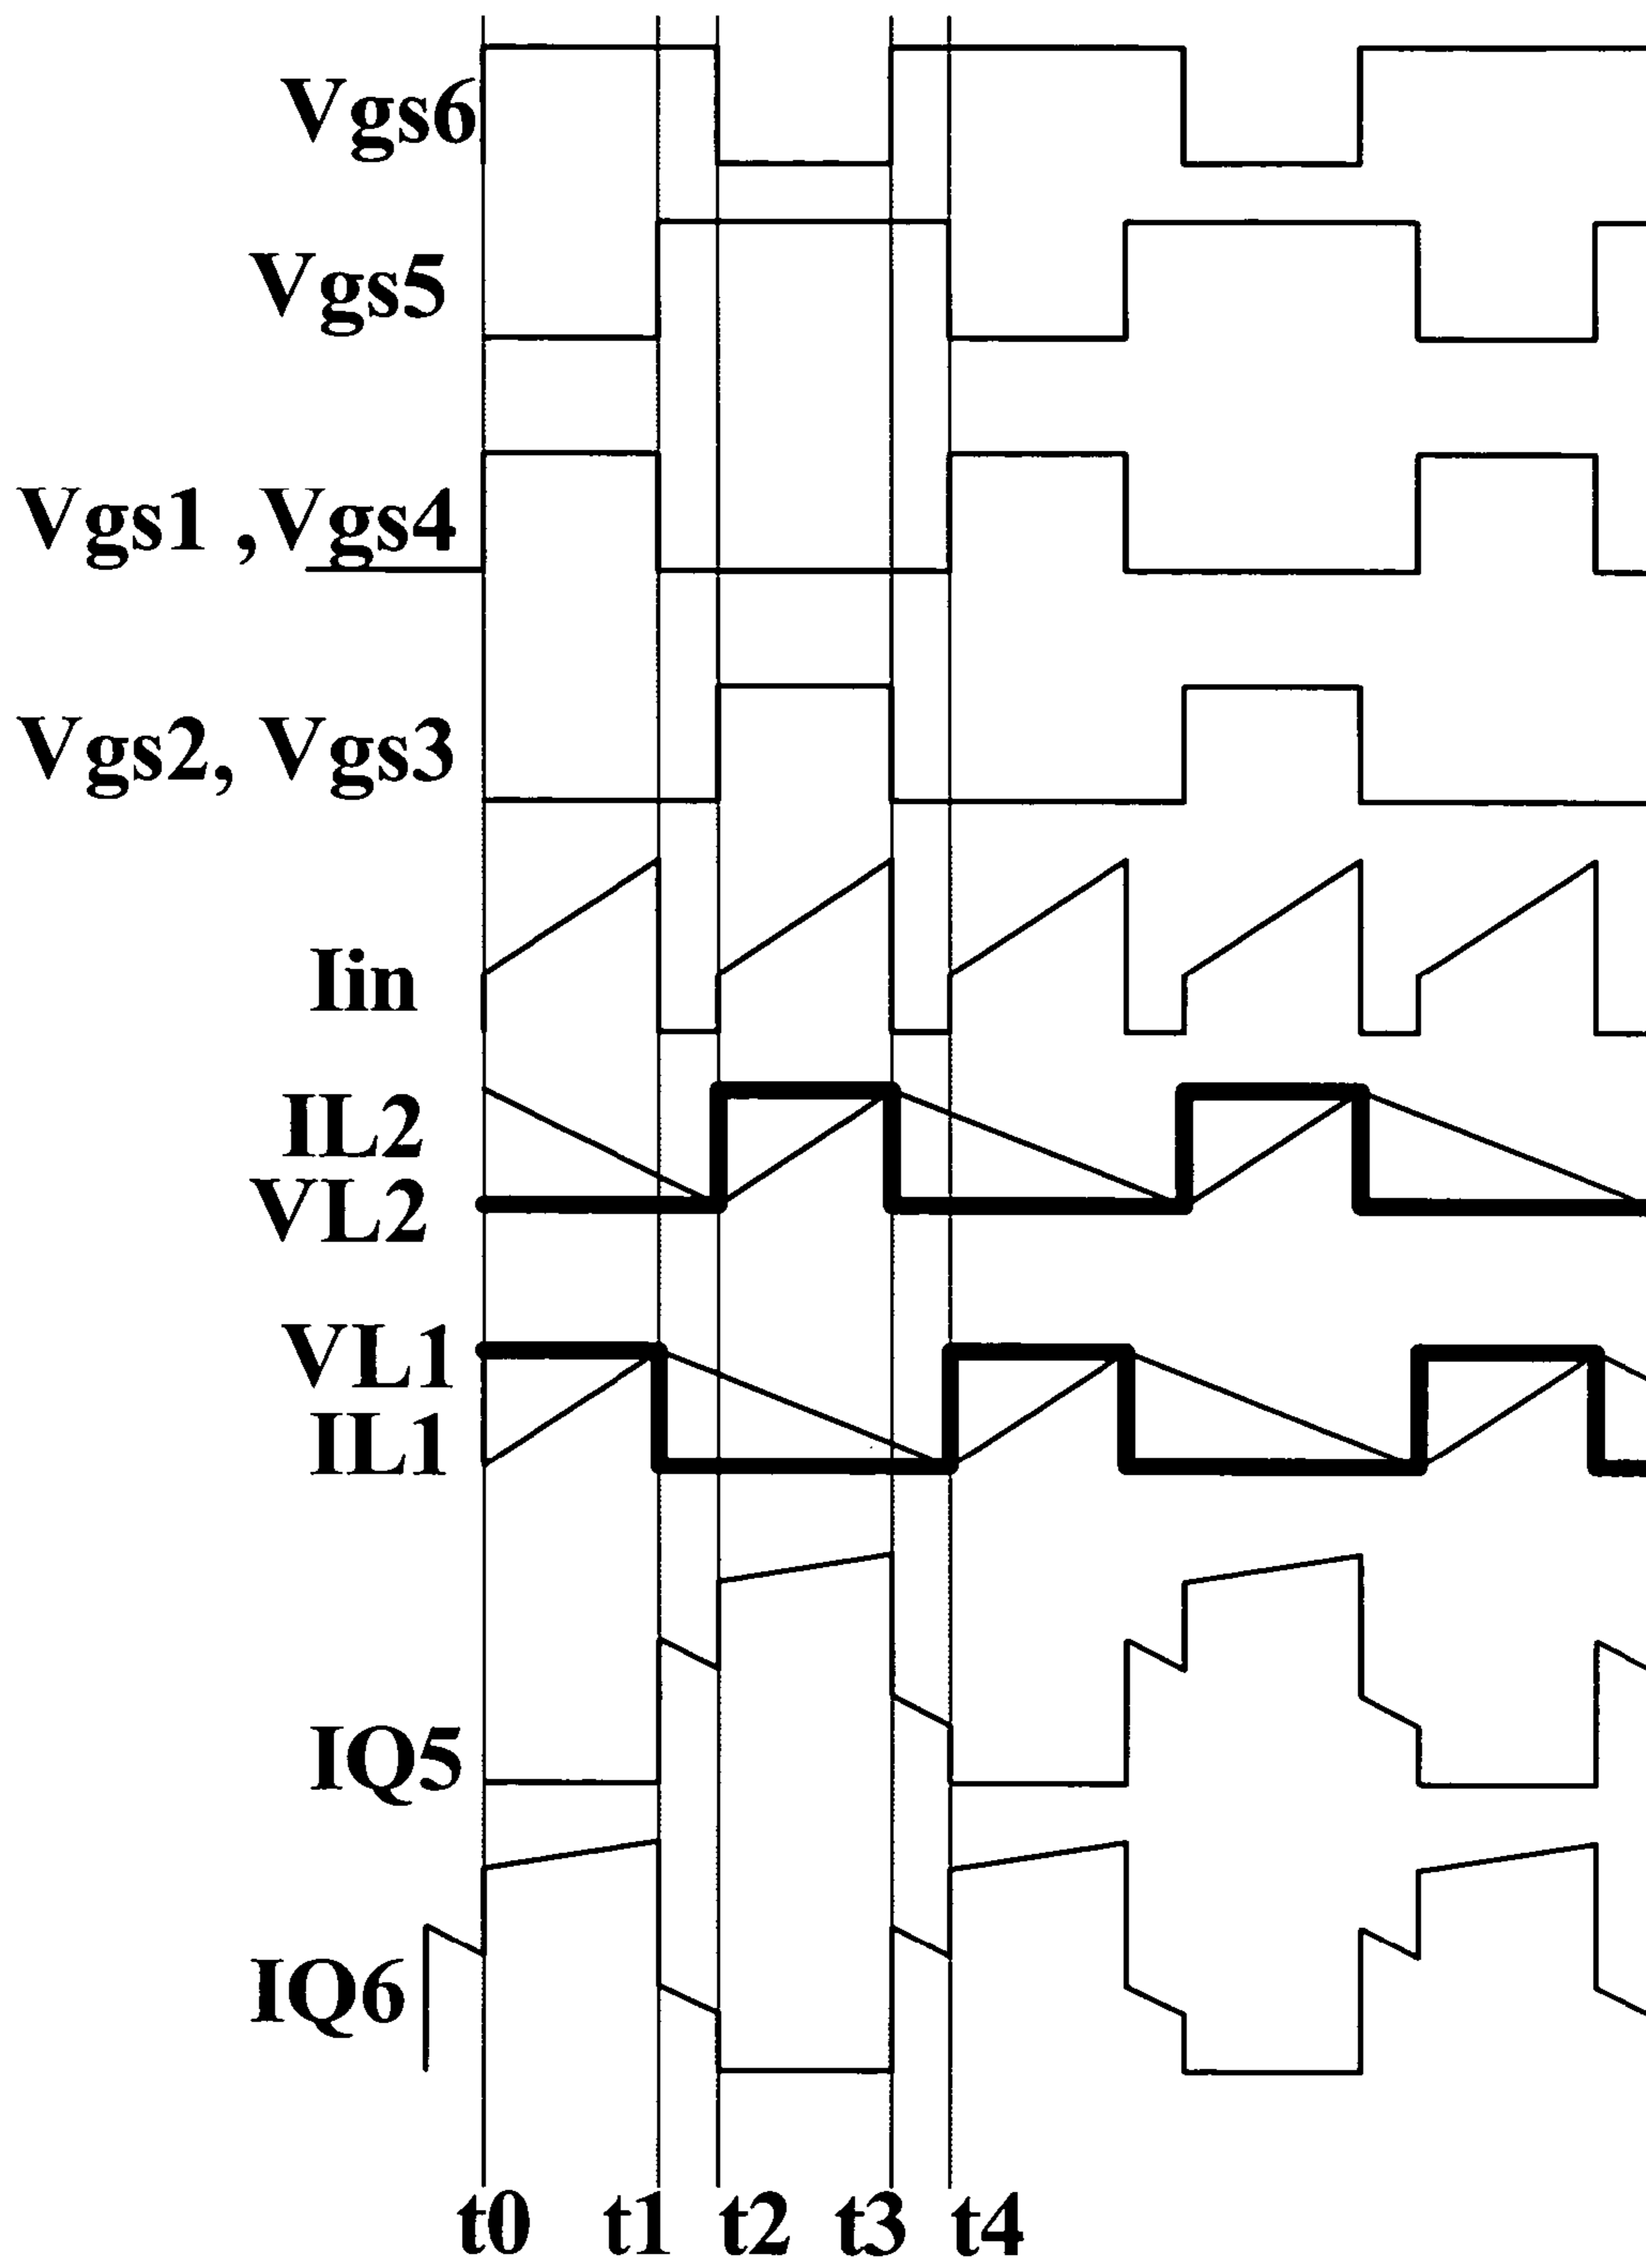 Vgs6
Vgs5
Vgs1 ,Vgs4
Vgs2, Vgs3
Iin
IL2
VL2
VL1
IL1
IQ5
IQ6
t0 t1 t2 t3 t4